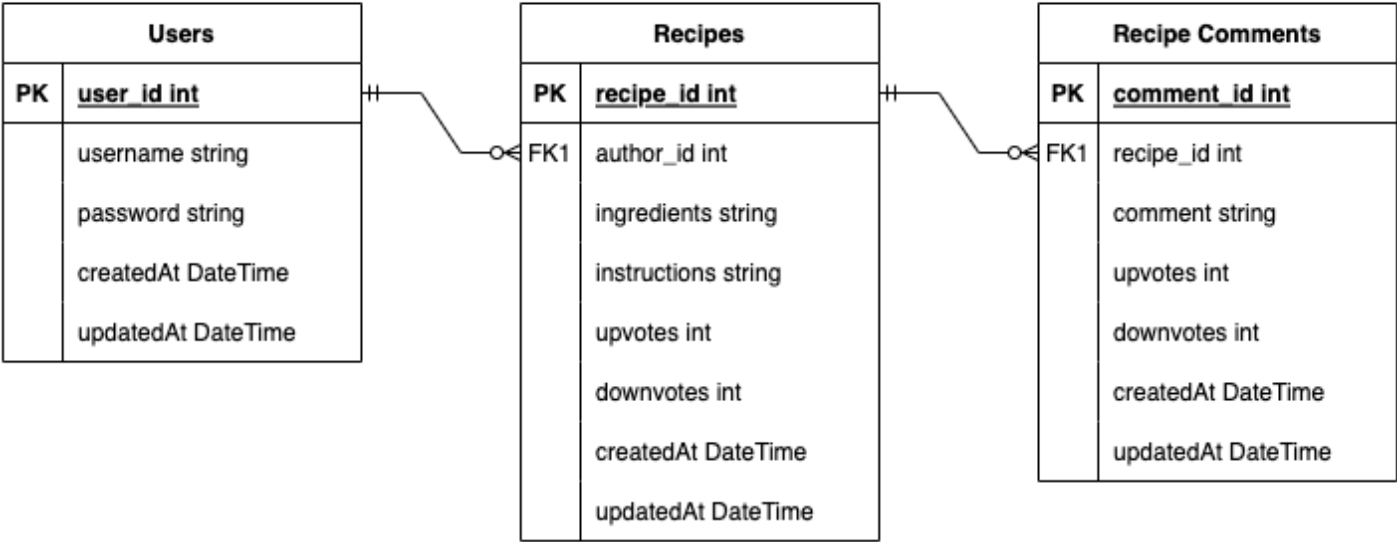 Users
PK user_id int
username string
password string
createdAt DateTime
updatedAt DateTime
Recipes
PK recipe_id int
FK1 author_id int
ingredients string
instructions string
upvotes int
downvotes int
createdAt DateTime
updatedAt DateTime
Recipe Comments
PK comment_id int
FK1 recipe_id int
comment string
upvotes int
downvotes int
createdAt DateTime
updatedAt DateTime